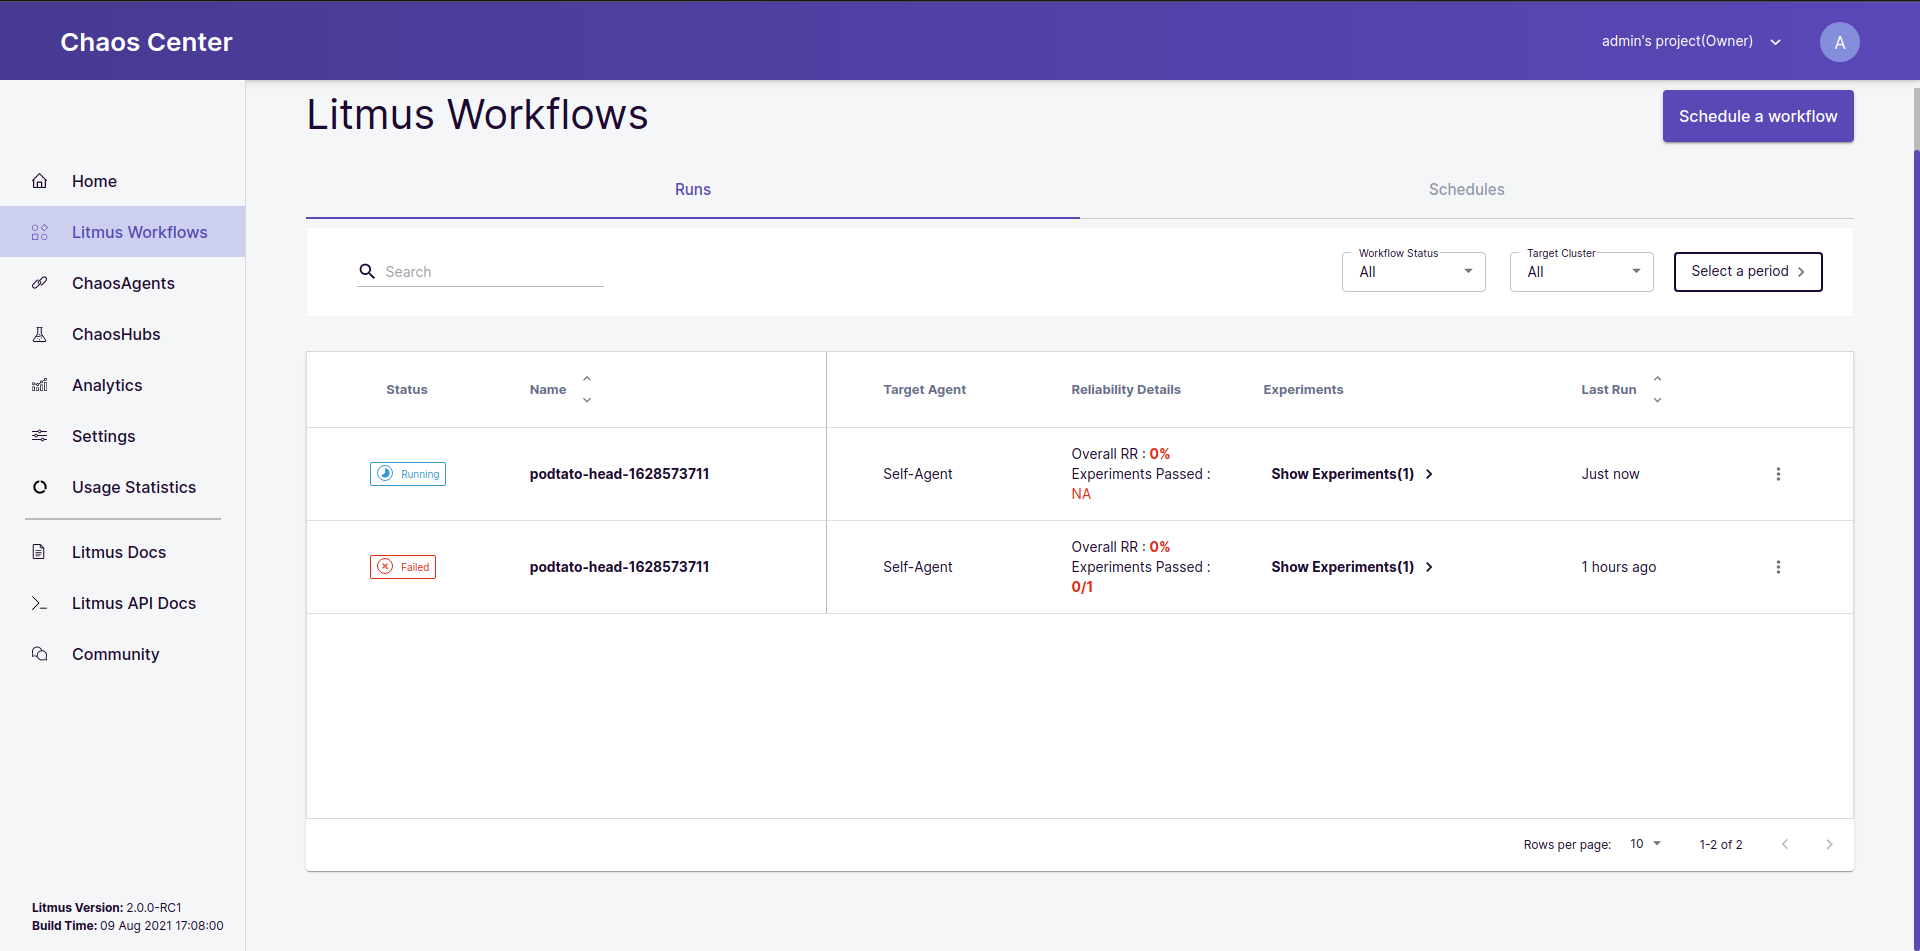 Chaos Center
admin's project(Owner)
A
Litmus Workflows
Schedule a workflow
Home
Litmus Workflows
ChaosAgents
ChaosHubs
Analytics
Settings
Usage Statistics
Litmus Docs
Litmus API Docs
Community
Litmus Version: 2.0.0-RC1
Build Time: 09 Aug 2021 17:08:00
Runs
Schedules
Search
Workflow Status
All
Target Cluster
All
Select a period
Status
Name
Target Agent
Reliability Details
Experiments
Last Run
Running
podtato-head-1628573711
Self-Agent
Overall RR : 0%
Experiments Passed :
NA
Show Experiments(1)
Just now
Failed
podtato-head-1628573711
Self-Agent
Overall RR : 0%
Experiments Passed :
0/1
Show Experiments(1)
1 hours ago
Rows per page: 10
1-2 of 2